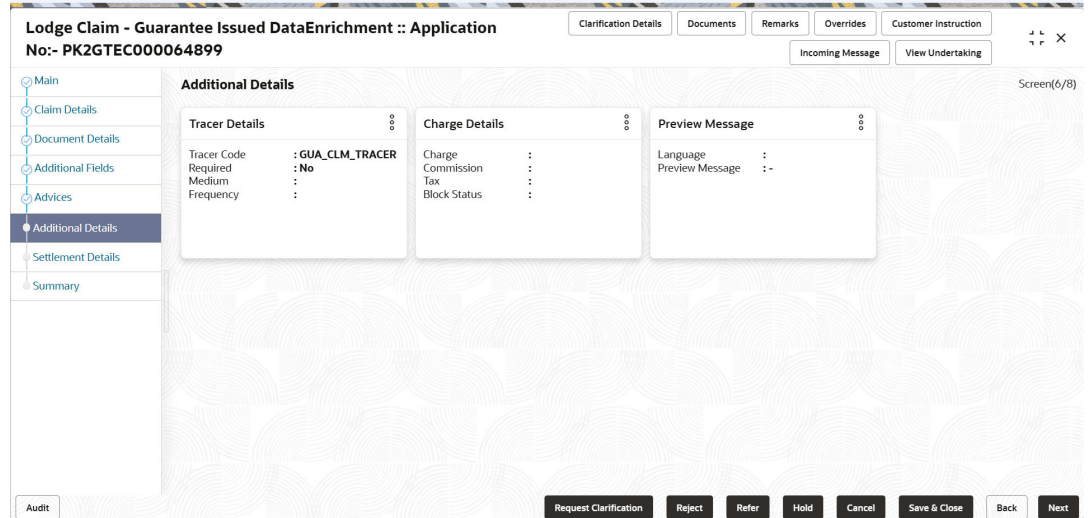 Lodge Claim - Guarantee Issued DataEnrichment :: Application
No:- PK2GTEC000064899
Clarification Details
Documents
Remarks
Overrides
Customer Instruction
Incoming Message
View Undertaking
Main
Claim Details
Document Details
Additional Fields
Advices
Additional Details
Settlement Details
Summary
Additional Details
Screen(6/8)
Tracer Details
Tracer Code : GUA_CLM_TRACER
Required : No
Medium :
Frequency :
Charge Details
Charge :
Commission :
Tax :
Block Status :
Preview Message
Language :
Preview Message : -
Audit
Request Clarification
Reject
Refer
Hold
Cancel
Save & Close
Back
Next